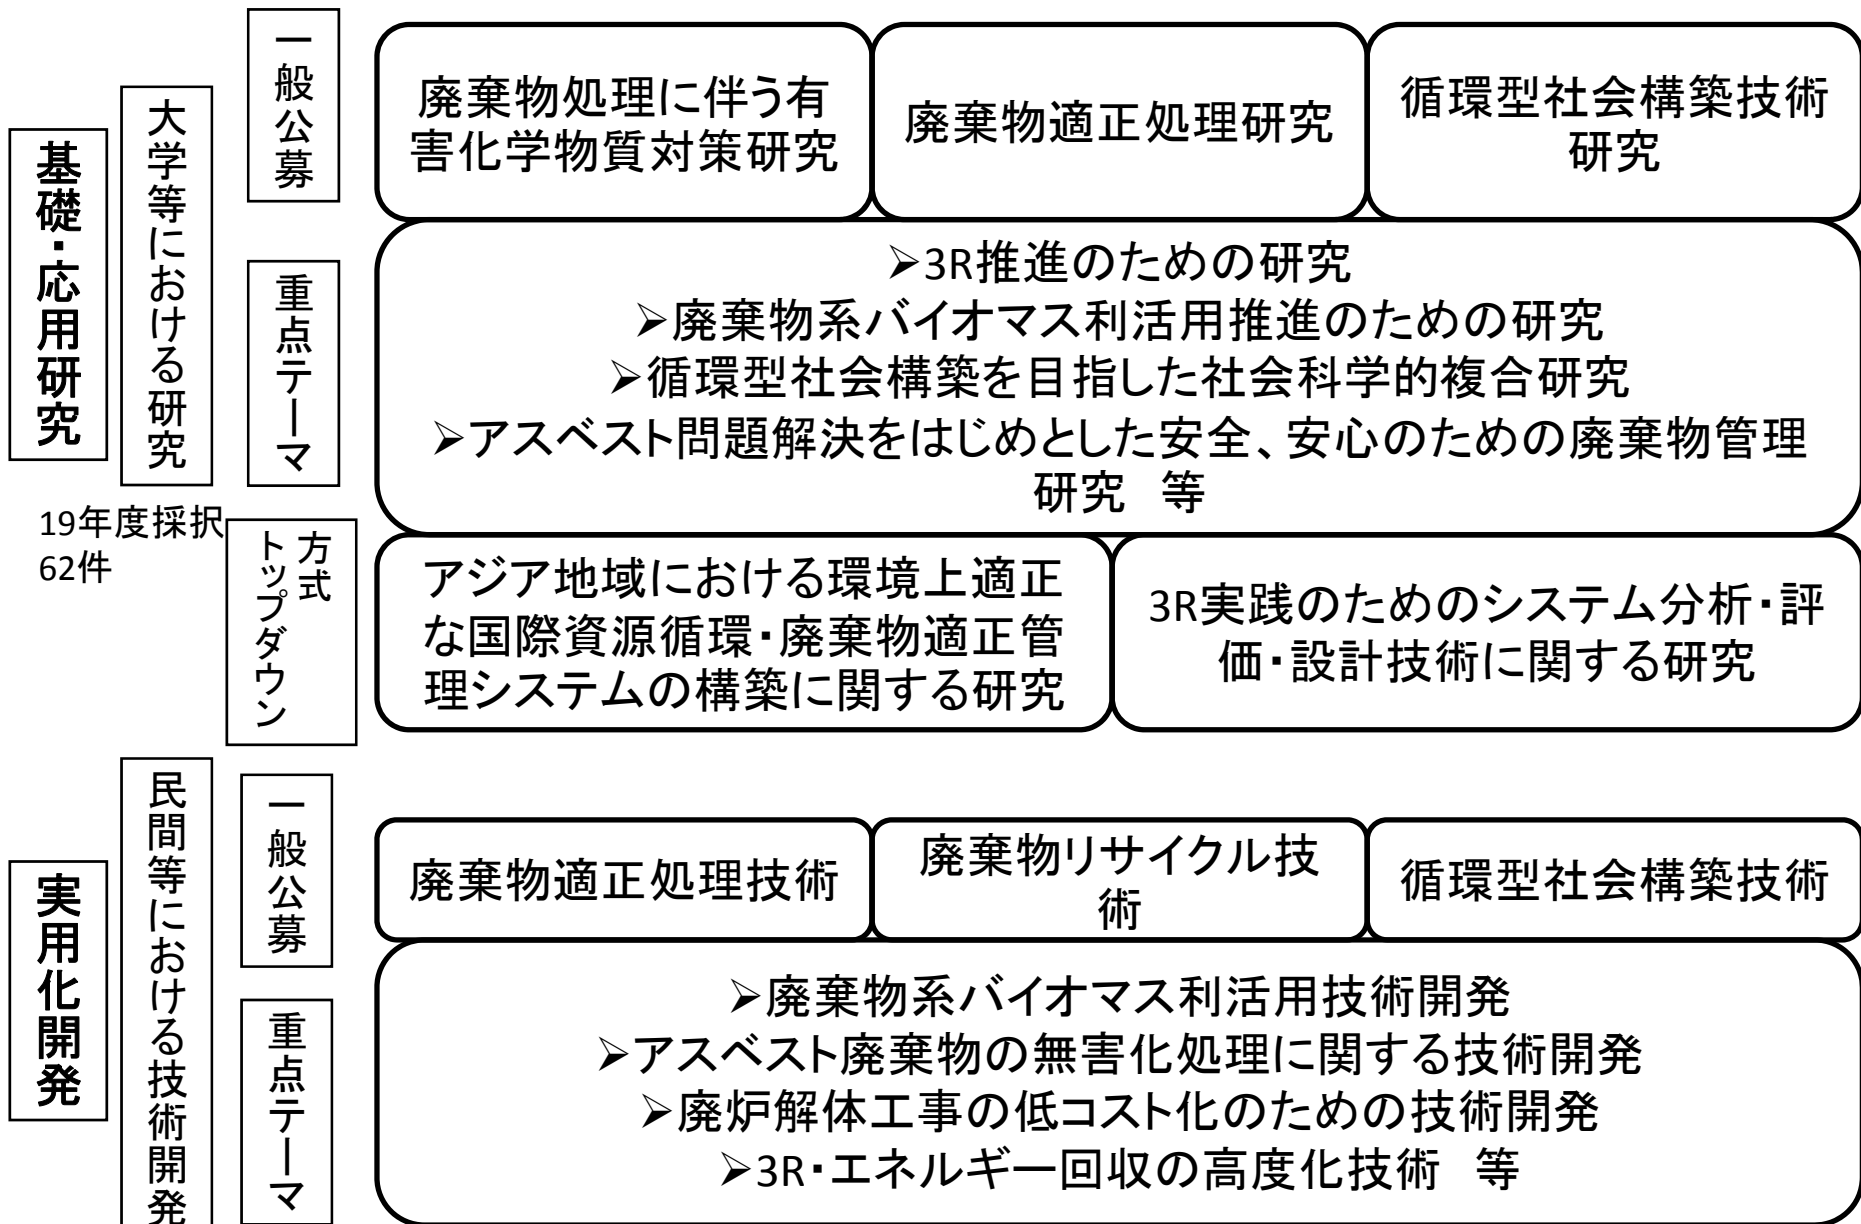 基礎・応用研究
大学等における研究
19年度採択
62件
一般公募
廃棄物処理に伴う有
害化学物質対策研究
廃棄物適正処理研究
循環型社会構築技術
研究
重点テーマ
➢3R推進のための研究
➢廃棄物系バイオマス利活用推進のための研究
➢循環型社会構築を目指した社会科学的複合研究
➢アスベスト問題解決をはじめとした安全、安心のための廃棄物管理
研究　等
トップダウン
方式
アジア地域における環境上適正
な国際資源循環・廃棄物適正管
理システムの構築に関する研究
3R実践のためのシステム分析・評
価・設計技術に関する研究
実用化開発
民間等における技術開発
一般公募
廃棄物適正処理技術
廃棄物リサイクル技
術
循環型社会構築技術
重点テーマ
➢廃棄物系バイオマス利活用技術開発
➢アスベスト廃棄物の無害化処理に関する技術開発
➢廃炉解体工事の低コスト化のための技術開発
➢3R・エネルギー回収の高度化技術　等